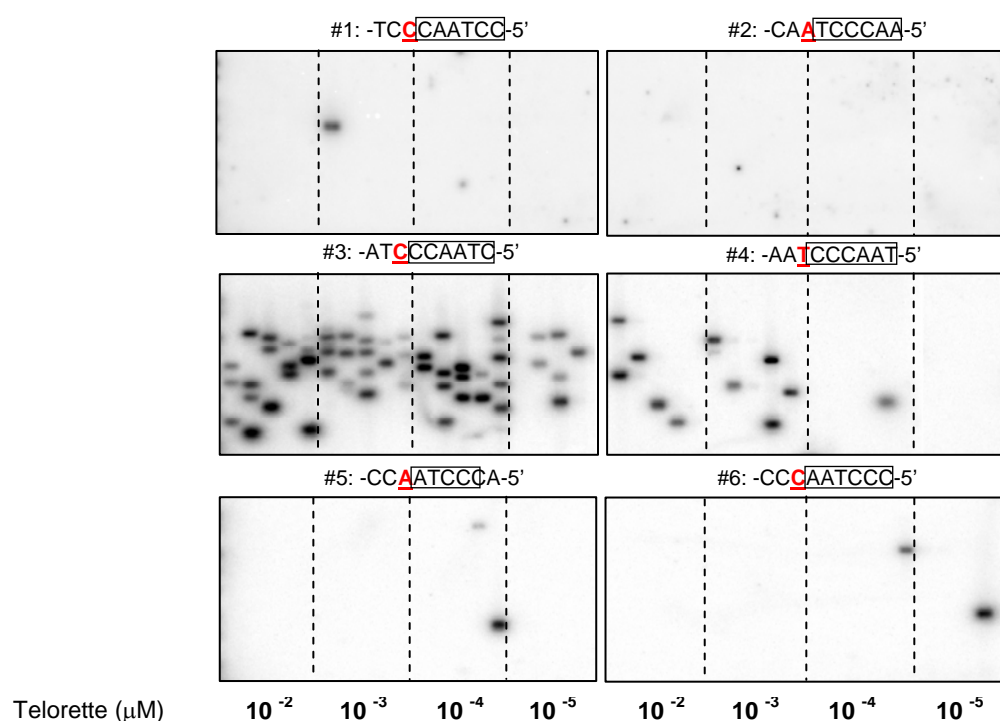 #1: -TCCCAATCC-5’ #2: -CAATCCCAA-5’
#3: -ATCCCAATC-5’ #4: -AATCCCAAT-5’
#5: -CCAATCCCA-5’ #6: -CCCAATCCC-5’
Telorette (μM) 10 -2 10 -3 10 -4 10 -5 10 -2 10 -3 10 -4 10 -5